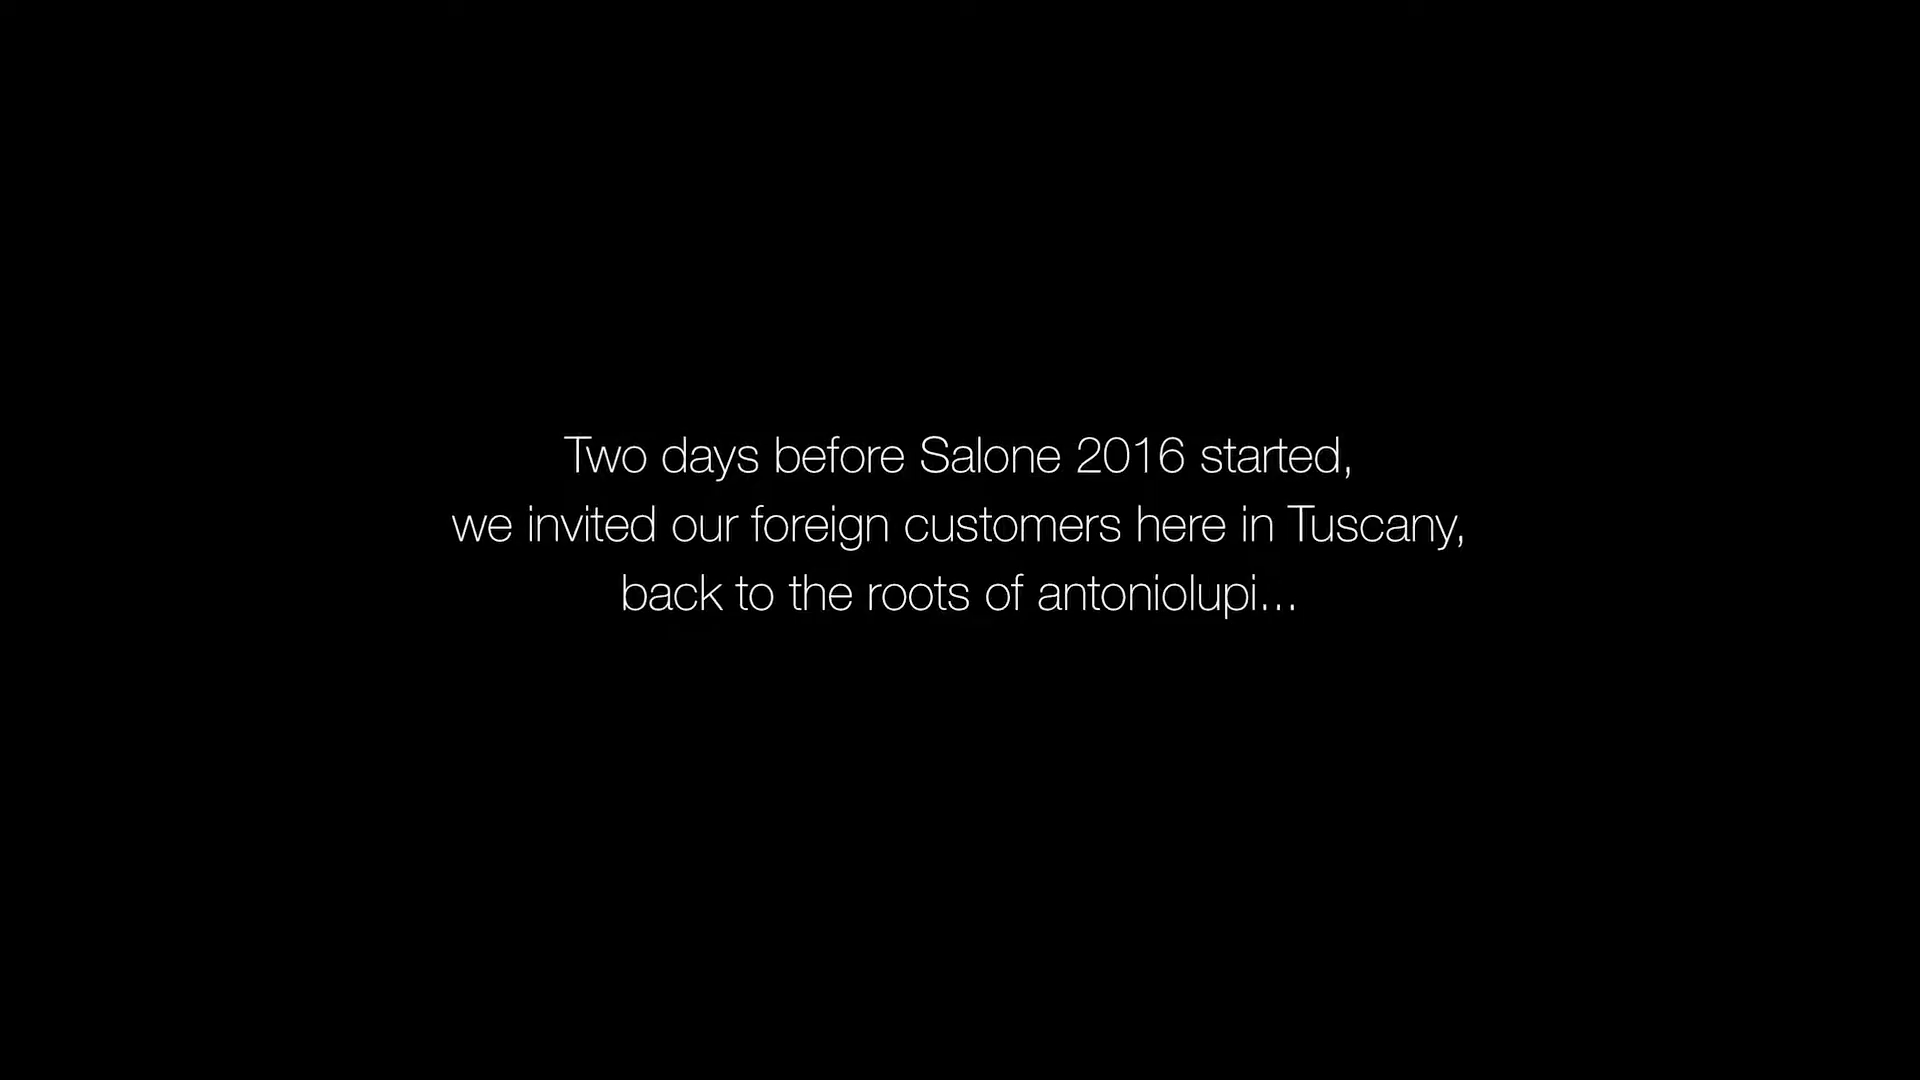 Two days before Salone 2016 started,
we invited our foreign customers here in Tuscany,
back to the roots of antoniolupi...